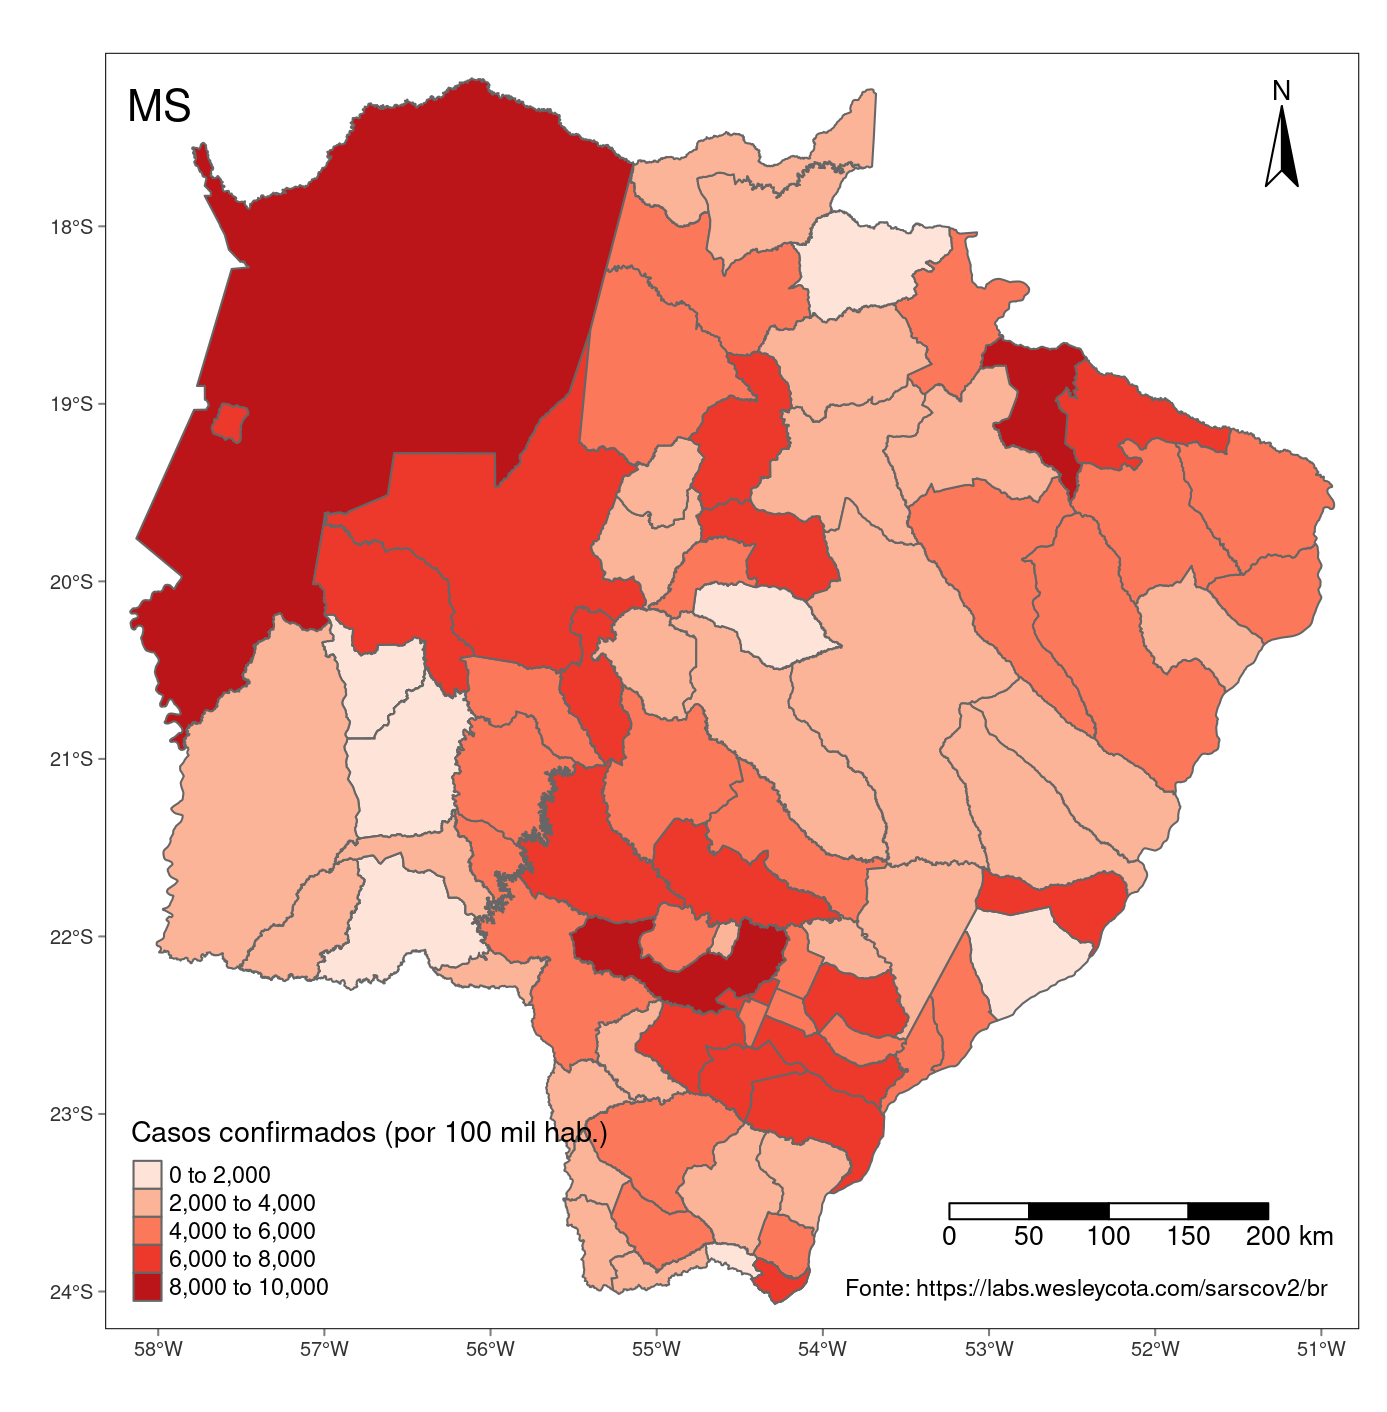 MS
N
18°S
19°S
20°S
21°S
22°S
23°S
24°S
Casos confirmados (por 100 mil hab.)
0 to 2,000
2,000 to 4,000
4,000 to 6,000
6,000 to 8,000
8,000 to 10,000
0 50 100 150 200 km
Fonte: https://labs.wesleycota.com/sarscov2/br
58°W 57°W 56°W 55°W 54°W 53°W 52°W 51°W